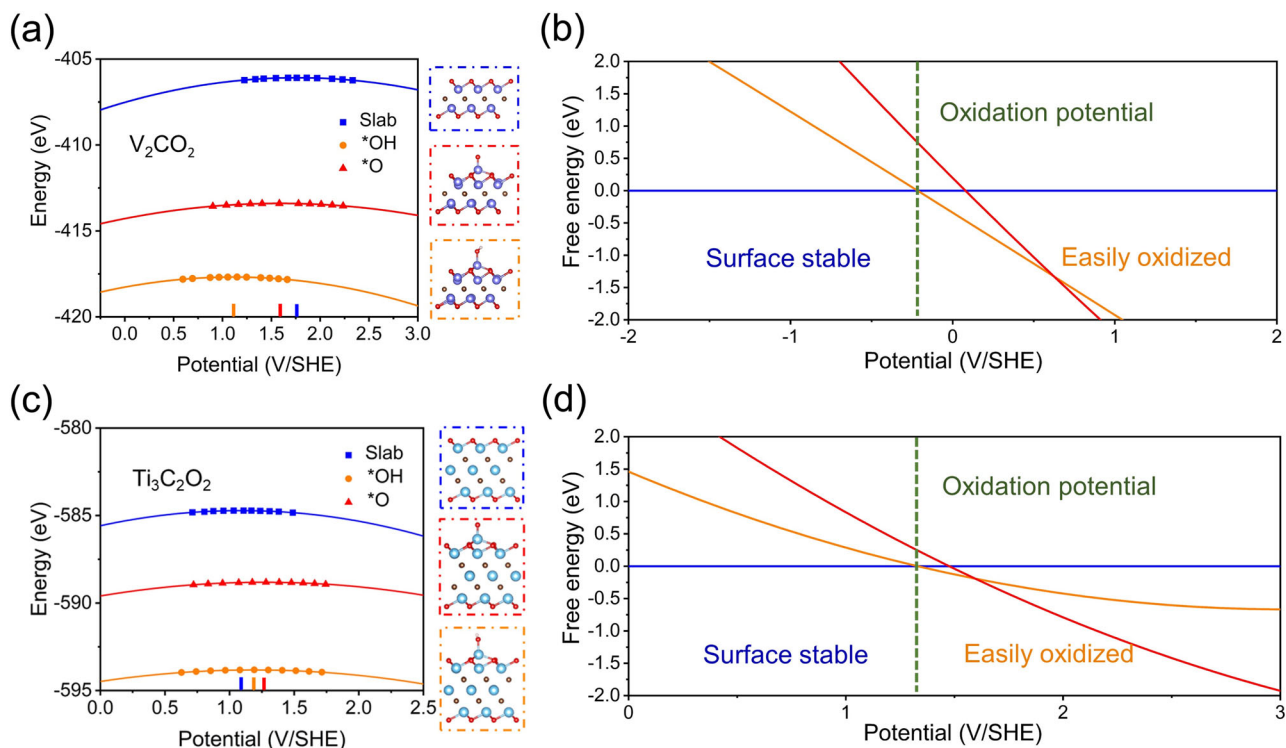 (a)
-405
-410
-415
-420
Energy (eV)
V₂CO₂
Slab
*OH
*O
0.0 0.5 1.0 1.5 2.0 2.5 3.0
Potential (V/SHE)
(b)
2.0
1.5
1.0
0.5
0.0
-0.5
-1.0
-1.5
-2.0
Free energy (eV)
Oxidation potential
Surface stable
Easily oxidized
-2 -1 0 1 2
Potential (V/SHE)
(c)
-580
-585
-590
-595
Energy (eV)
Ti₃C₂O₂
Slab
*OH
*O
0.0 0.5 1.0 1.5 2.0 2.5
Potential (V/SHE)
(d)
2.0
1.5
1.0
0.5
0.0
-0.5
-1.0
-1.5
-2.0
Free energy (eV)
Oxidation potential
Surface stable
Easily oxidized
0 1 2 3
Potential (V/SHE)